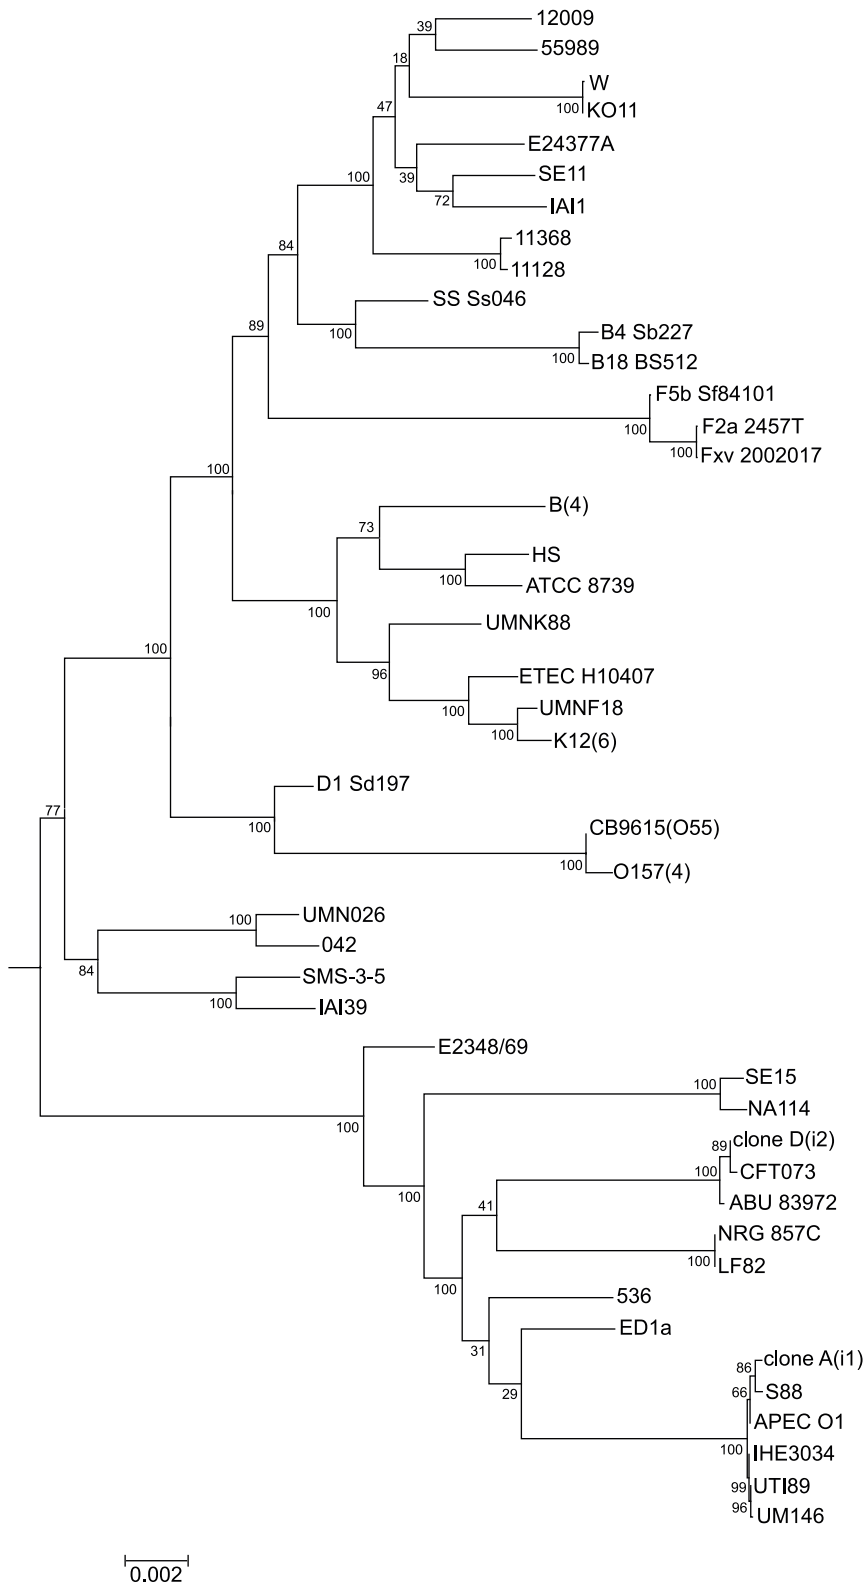 12009
39
55989
18
W
100
KO11
47
E24377A
39
SE11
72
IAI1
100
11368
100
11128
84
SS Ss046
100
B4 Sb227
100
B18 BS512
89
F5b Sf84101
100
F2a 2457T
100
Fxv 2002017
100
B(4)
73
HS
100
ATCC 8739
100
UMNK88
96
ETEC H10407
100
UMNF18
100
K12(6)
100
D1 Sd197
100
CB9615(O55)
100
O157(4)
77
UMN026
100
042
84
SMS-3-5
100
IAI39
E2348/69
100
SE15
100
NA114
100
clone D(i2)
89
CFT073
100
ABU 83972
41
NRG 857C
100
LF82
100
536
31
ED1a
29
clone A(i1)
86
S88
66
APEC O1
100
IHE3034
99
UTI89
96
UM146
0.002